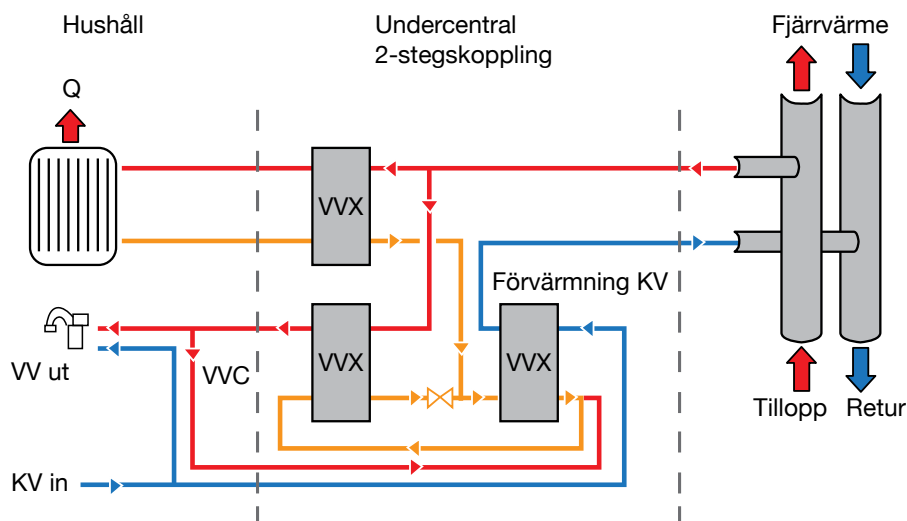 Hushåll
Undercentral
2-stegskoppling
Fjärrvärme
Q
VVX
Förvärmning KV
VVX
VVX
VV ut
VVC
Tillopp
Retur
KV in